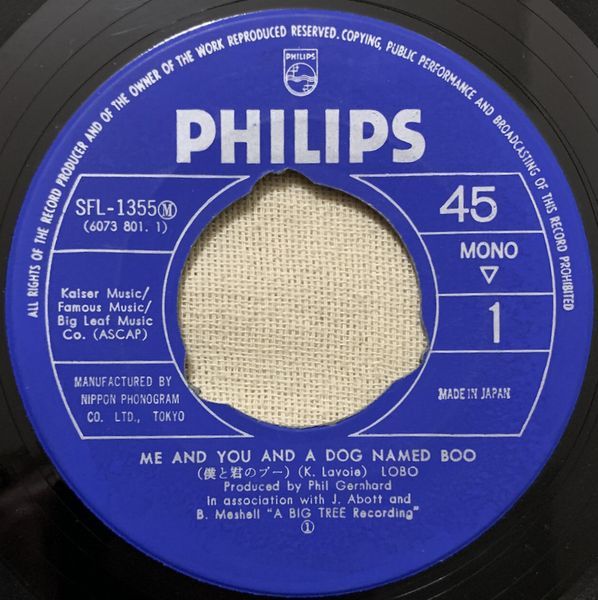 ALL RIGHTS OF THE RECORD PRODUCER AND OF THE OWNER OF THE WORK REPRODUCED RESERVED. COPYING, PUBLIC PERFORMANCE AND BROADCASTING OF THIS RECORD PROHIBITED
PHILIPS
PHILIPS
SFL-1355Ⓜ
(6073 801. 1)
45
MONO
▽
1
Kaiser Music/
Famous Music/
Big Leaf Music
Co. (ASCAP)
MANUFACTURED BY
NIPPON PHONOGRAM
CO. LTD., TOKYO
MADE IN JAPAN
ME AND YOU AND A DOG NAMED BOO
(僕と君のブー) (K. Lavoie) LOBO
Produced by Phil Gernhard
In association with J. Abott and
B. Meshell "A BIG TREE Recording"
①